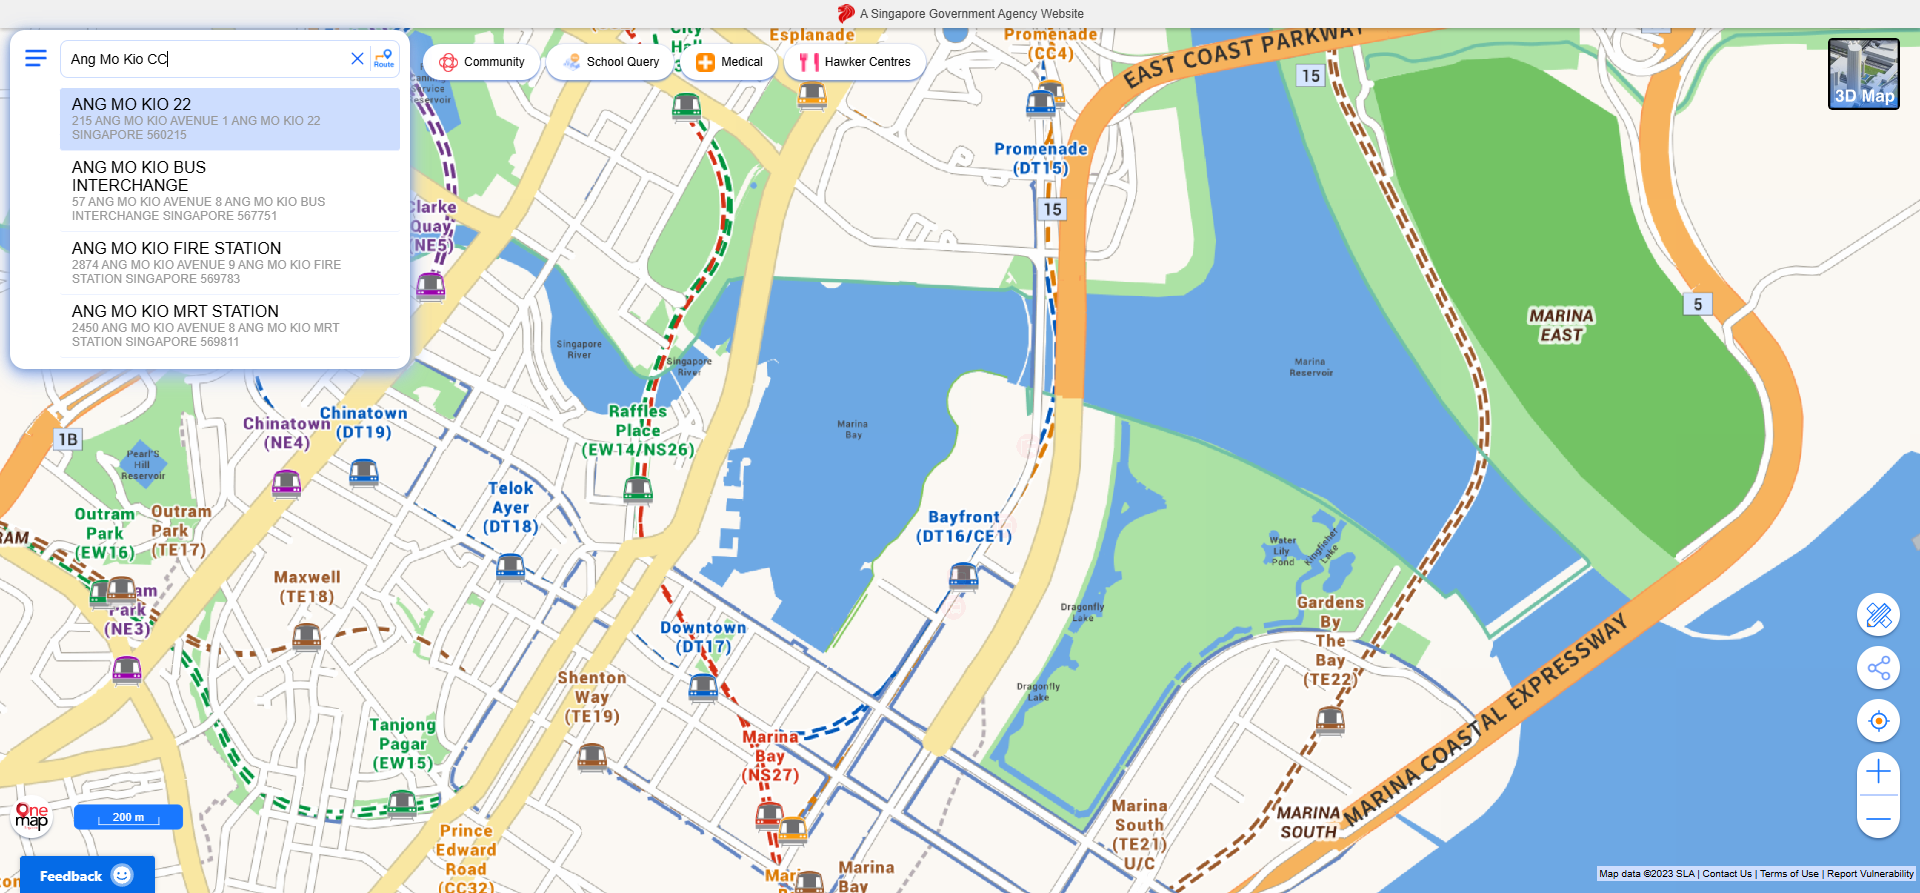 A Singapore Government Agency Website
Ang Mo Kio CC
Route
ANG MO KIO 22
215 ANG MO KIO AVENUE 1 ANG MO KIO 22
SINGAPORE 560215
ANG MO KIO BUS
INTERCHANGE
57 ANG MO KIO AVENUE 8 ANG MO KIO BUS
INTERCHANGE SINGAPORE 567751
ANG MO KIO FIRE STATION
2874 ANG MO KIO AVENUE 9 ANG MO KIO FIRE
STATION SINGAPORE 569783
ANG MO KIO MRT STATION
2450 ANG MO KIO AVENUE 8 ANG MO KIO MRT
STATION SINGAPORE 569811
Community
School Query
Medical
Hawker Centres
3D Map
City
Hall
Esplanade
Promenade
(CC4)
EAST COAST PARKWAY
15
Promenade
(DT15)
15
Clarke
Quay
(NE5)
5
MARINA
EAST
Singapore
River
Singapore
River
Marina
Reservoir
Marina
Bay
Chinatown
(NE4)
Chinatown
(DT19)
Raffles
Place
(EW14/NS26)
1B
Pearl'S
Hill
Reservoir
Telok
Ayer
(DT18)
Outram
Park
(EW16)
Outram
Park
(TE17)
RAM
Bayfront
(DT16/CE1)
Water
Lily
Pond
Kingfisher
Lake
Maxwell
(TE18)
Park
(NE3)
Dragonfly
Lake
Gardens
By
The
Bay
(TE22)
Downtown
(DT17)
Dragonfly
Lake
Shenton
Way
(TE19)
Tanjong
Pagar
(EW15)
Marina
Bay
(NS27)
MARINA COASTAL EXPRESSWAY
MARINA
SOUTH
Marina
South
(TE21)
U/C
Prince
Edward
Road
(CC32)
Marina
Bay
One
map
200 m
Feedback
Map data ©2023 SLA | Contact Us | Terms of Use | Report Vulnerability